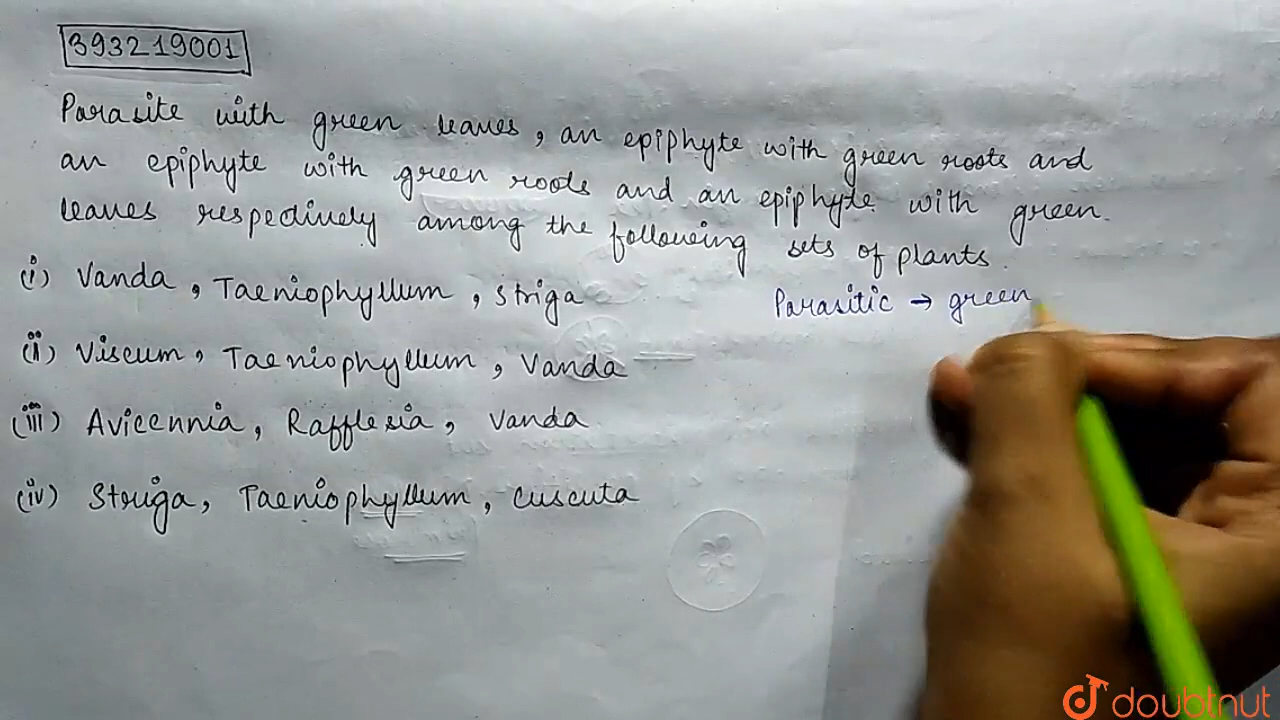 393219001
Parasite with green leaves, an epiphyte with green roots and
an epiphyte with green roots and an epiphyte with green
leaves respectively among the following sets of plants.
(i) Vanda, Taeniophyllum, Striga
Parasitic → green
(ii) Viscum, Taeniophyllum, Vanda
(iii) Avicennia, Rafflesia, Vanda
(iv) Striga, Taeniophyllum, Cuscuta
doubtnut